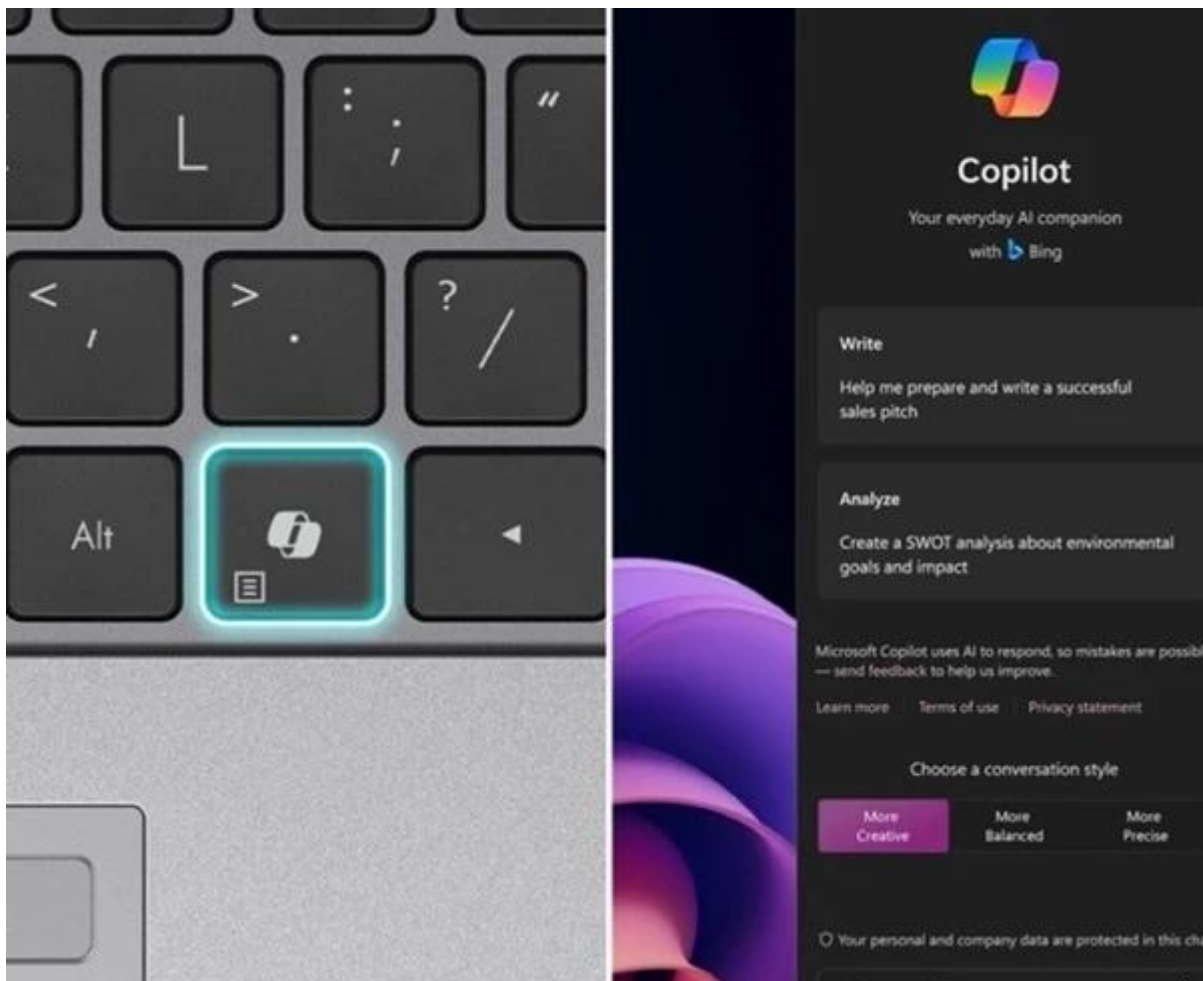 L
:
;
"
<
,
>
.
?
/
Alt
Copilot
Your everyday AI companion
with b Bing
Write
Help me prepare and write a successful
sales pitch
Analyze
Create a SWOT analysis about environmental
goals and impact
Microsoft Copilot uses AI to respond, so mistakes are possibl
— send feedback to help us improve.
Learn more
Terms of use
Privacy statement
Choose a conversation style
More
Creative
More
Balanced
More
Precise
Your personal and company data are protected in this cha